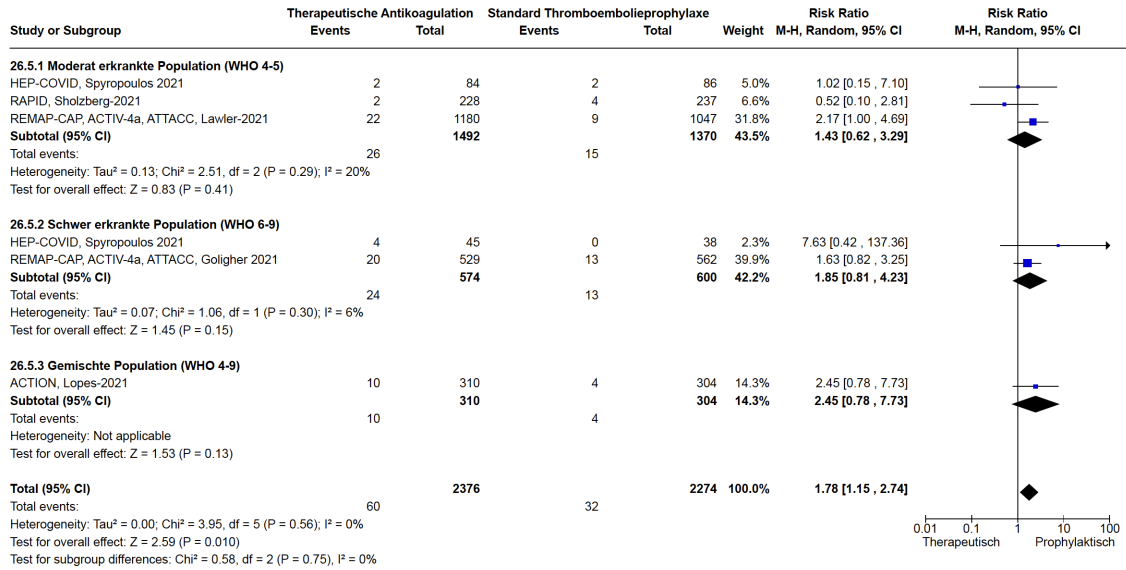 Therapeutische Antikoagulation Standard Thromboembolieprophylaxe Risk Ratio Risk Ratio
Study or Subgroup Events Total Events Total Weight M-H, Random, 95% CI M-H, Random, 95% CI
26.5.1 Moderat erkrankte Population (WHO 4-5)
HEP-COVID, Spyropoulos 2021 2 84 2 86 5.0% 1.02 [0.15 , 7.10]
RAPID, Sholzberg-2021 2 228 4 237 6.6% 0.52 [0.10 , 2.81]
REMAP-CAP, ACTIV-4a, ATTACC, Lawler-2021 22 1180 9 1047 31.8% 2.17 [1.00 , 4.69]
Subtotal (95% CI) 1492 1370 43.5% 1.43 [0.62 , 3.29]
Total events: 26 15
Heterogeneity: Tau² = 0.13; Chi² = 2.51, df = 2 (P = 0.29); I² = 20%
Test for overall effect: Z = 0.83 (P = 0.41)
26.5.2 Schwer erkrankte Population (WHO 6-9)
HEP-COVID, Spyropoulos 2021 4 45 0 38 2.3% 7.63 [0.42 , 137.36]
REMAP-CAP, ACTIV-4a, ATTACC, Goligher 2021 20 529 13 562 39.9% 1.63 [0.82 , 3.25]
Subtotal (95% CI) 574 600 42.2% 1.85 [0.81 , 4.23]
Total events: 24 13
Heterogeneity: Tau² = 0.07; Chi² = 1.06, df = 1 (P = 0.30); I² = 6%
Test for overall effect: Z = 1.45 (P = 0.15)
26.5.3 Gemischte Population (WHO 4-9)
ACTION, Lopes-2021 10 310 4 304 14.3% 2.45 [0.78 , 7.73]
Subtotal (95% CI) 310 304 14.3% 2.45 [0.78 , 7.73]
Total events: 10 4
Heterogeneity: Not applicable
Test for overall effect: Z = 1.53 (P = 0.13)
Total (95% CI) 2376 2274 100.0% 1.78 [1.15 , 2.74]
Total events: 60 32
Heterogeneity: Tau² = 0.00; Chi² = 3.95, df = 5 (P = 0.56); I² = 0%
Test for overall effect: Z = 2.59 (P = 0.010)
Test for subgroup differences: Chi² = 0.58, df = 2 (P = 0.75), I² = 0%
0.01 0.1 1 10 100
Therapeutisch Prophylaktisch